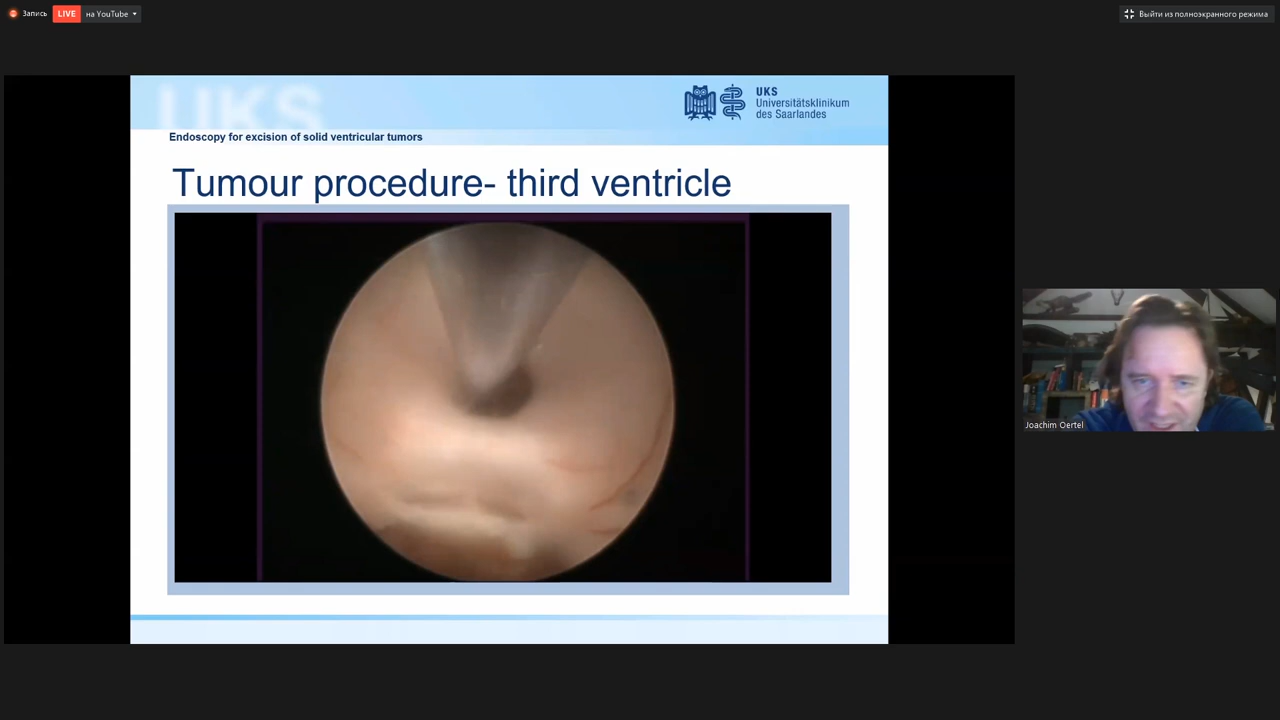 Запись
LIVE
на YouTube
Выйти из полноэкранного режима
UKS
UKS
Universitätsklinikum
des Saarlandes
Endoscopy for excision of solid ventricular tumors
Tumour procedure- third ventricle
Joachim Oertel